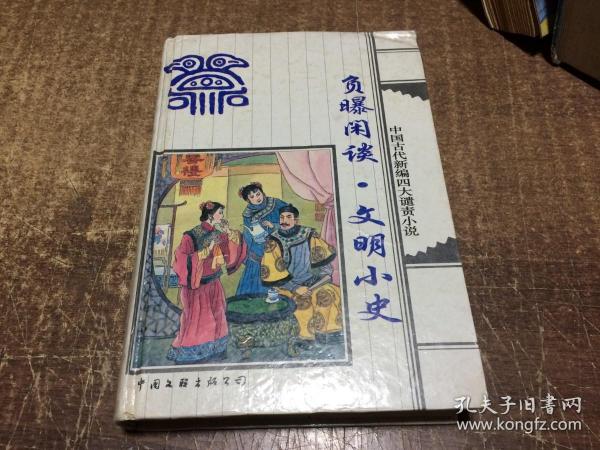 负曝闲谈·文明小史
中国古代新编四大谴责小说
中国文联出版公司
孔夫子旧书网
kongfz.com